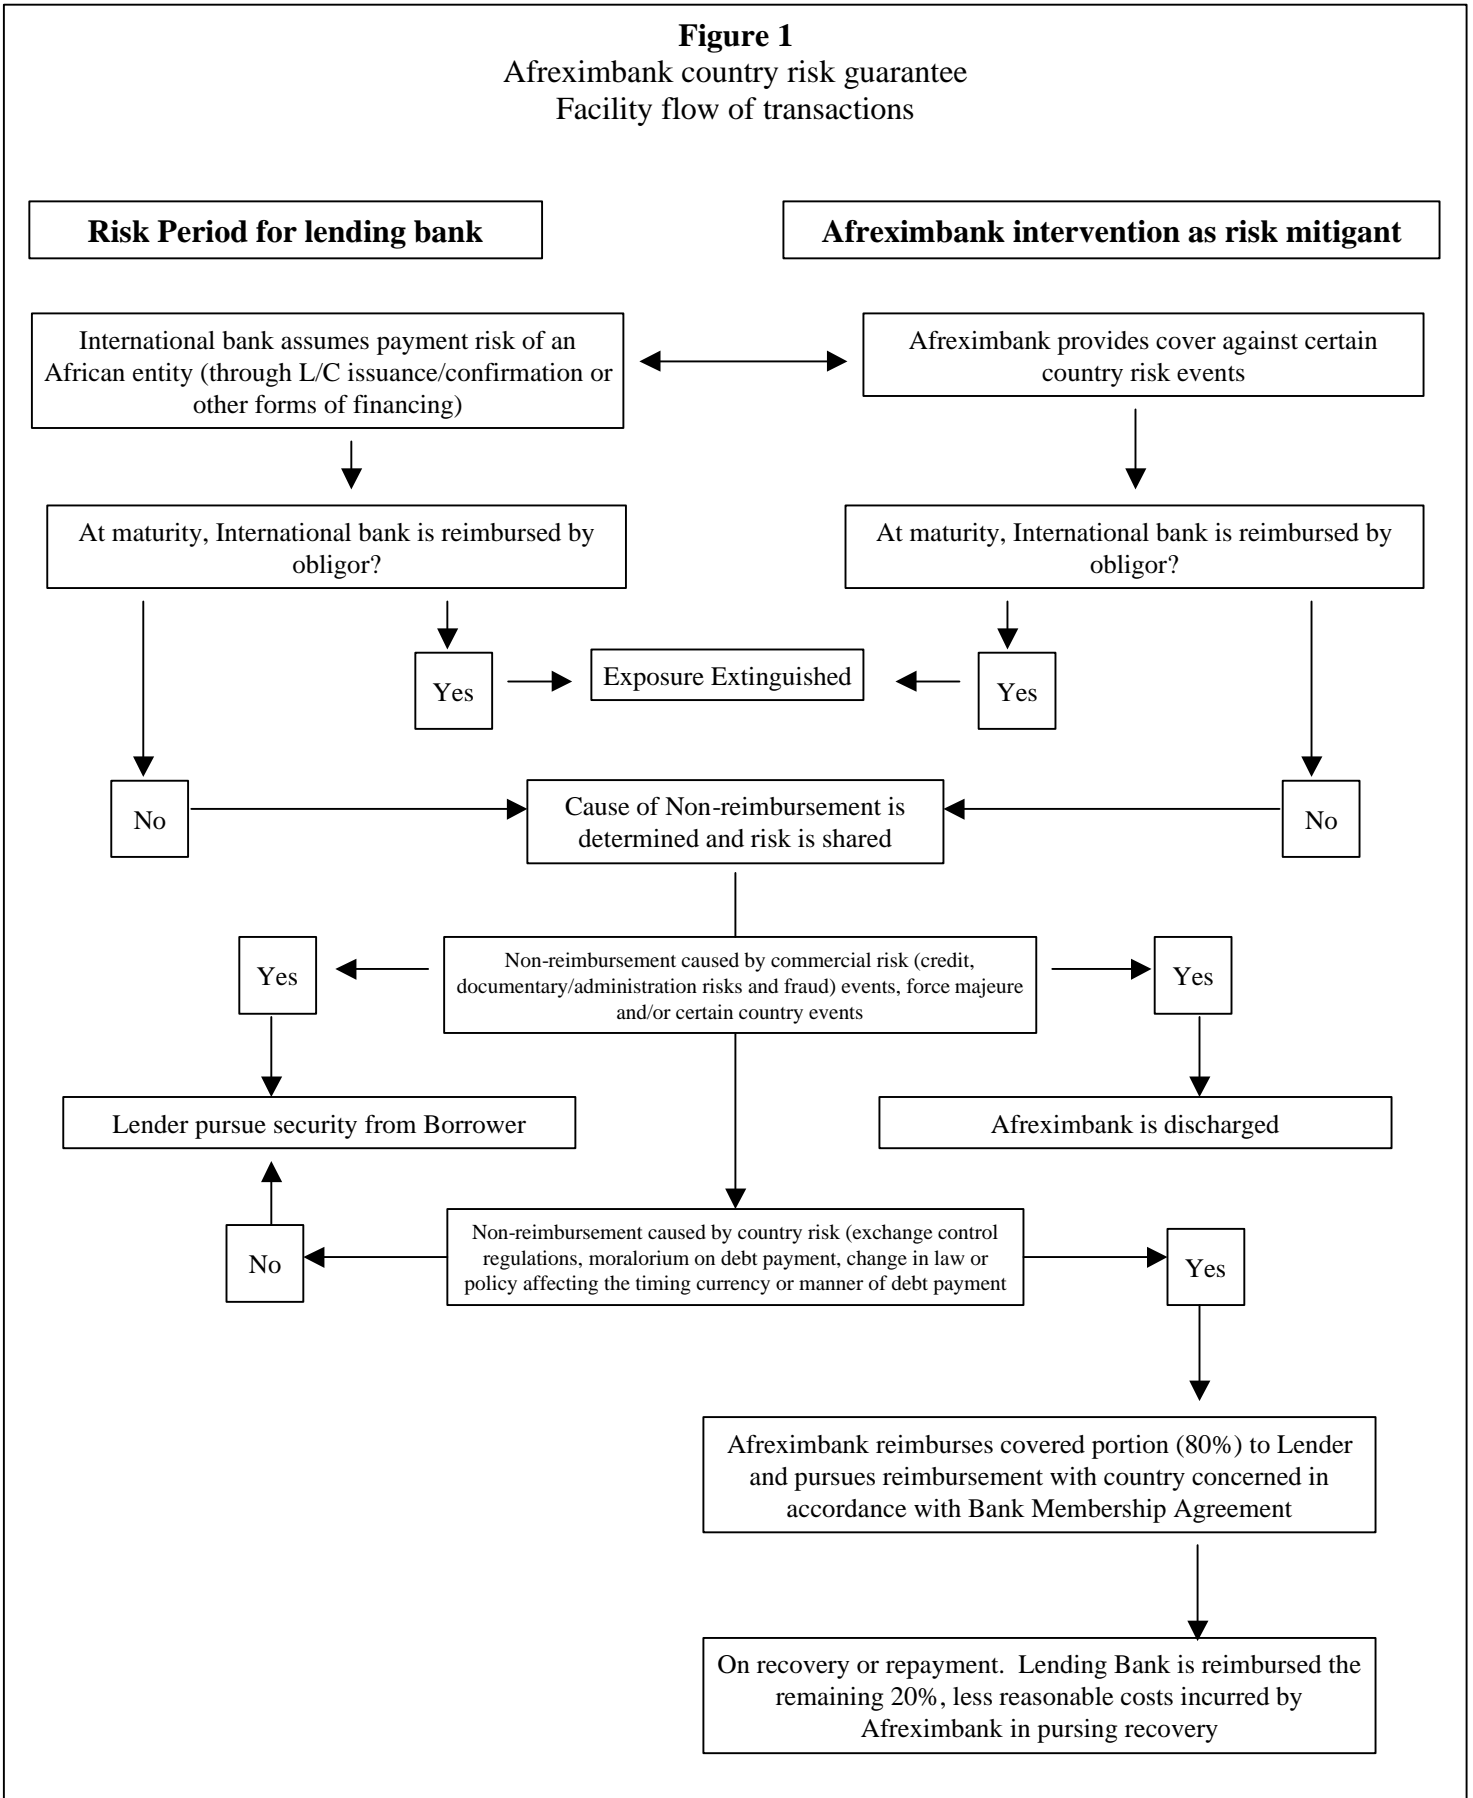 Figure 1
Afreximbank country risk guarantee
Facility flow of transactions
Risk Period for lending bank
Afreximbank intervention as risk mitigant
International bank assumes payment risk of an
African entity (through L/C issuance/confirmation or
other forms of financing)
Afreximbank provides cover against certain
country risk events
At maturity, International bank is reimbursed by
obligor?
At maturity, International bank is reimbursed by
obligor?
Yes
Exposure Extinguished
Yes
No
Cause of Non-reimbursement is
determined and risk is shared
No
Yes
Non-reimbursement caused by commercial risk (credit,
documentary/administration risks and fraud) events, force majeure
and/or certain country events
Yes
Lender pursue security from Borrower
Afreximbank is discharged
No
Non-reimbursement caused by country risk (exchange control
regulations, moralorium on debt payment, change in law or
policy affecting the timing currency or manner of debt payment
Yes
Afreximbank reimburses covered portion (80%) to Lender
and pursues reimbursement with country concerned in
accordance with Bank Membership Agreement
On recovery or repayment.  Lending Bank is reimbursed the
remaining 20%, less reasonable costs incurred by
Afreximbank in pursing recovery